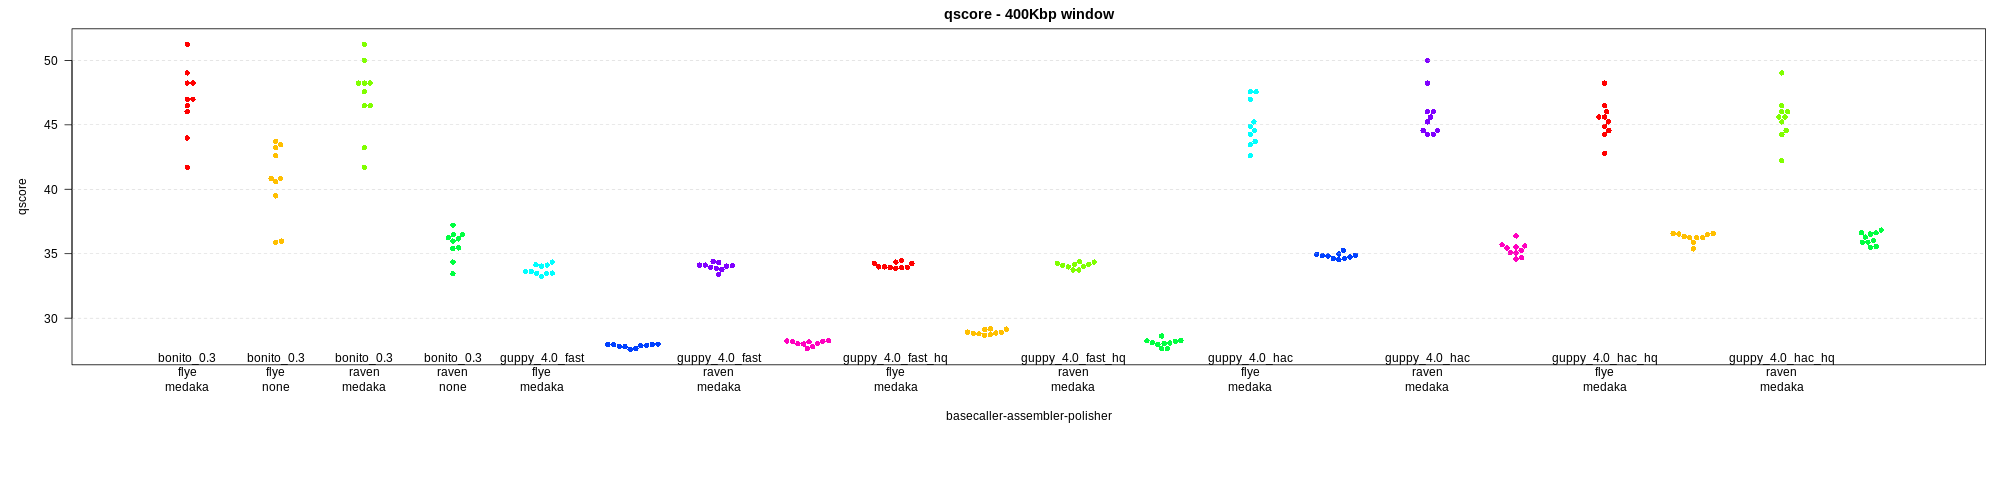 qscore - 400Kbp window
50
45
40
35
30
qscore
bonito_0.3 bonito_0.3 bonito_0.3 bonito_0.3 guppy_4.0_fast guppy_4.0_fast guppy_4.0_fast_hq guppy_4.0_fast_hq guppy_4.0_hac guppy_4.0_hac guppy_4.0_hac_hq guppy_4.0_hac_hq
flye flye raven raven flye raven flye raven flye raven flye raven
medaka none medaka none medaka medaka medaka medaka medaka medaka medaka medaka
basecaller-assembler-polisher